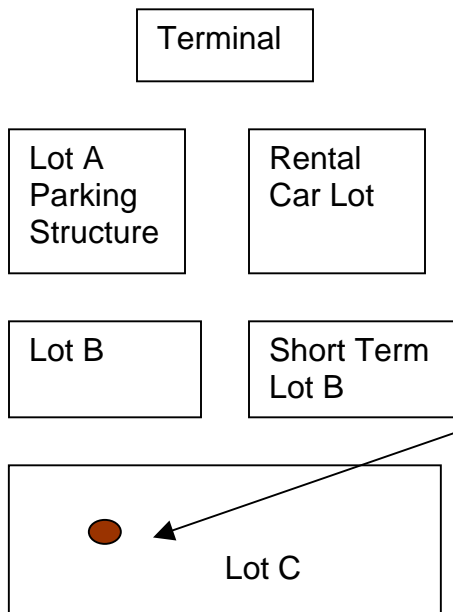 Terminal
Lot A
Parking
Structure
Rental
Car Lot
Lot B
Short Term
Lot B
Lot C